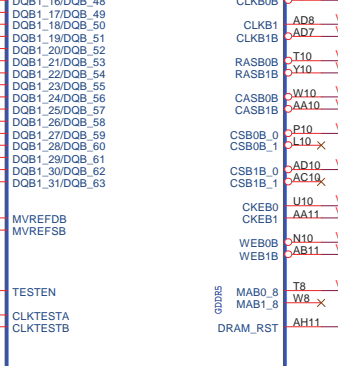 DQB1_16/DQB_48
DQB1_17/DQB_49
DQB1_18/DQB_50
DQB1_19/DQB_51
DQB1_20/DQB_52
DQB1_21/DQB_53
DQB1_22/DQB_54
DQB1_23/DQB_55
DQB1_24/DQB_56
DQB1_25/DQB_57
DQB1_26/DQB_58
DQB1_27/DQB_59
DQB1_28/DQB_60
DQB1_29/DQB_61
DQB1_30/DQB_62
DQB1_31/DQB_63
MVREFDB
MVREFSB
TESTEN
CLKTESTA
CLKTESTB
CLKB0B
CLKB1 AD8
CLKB1B AD7
RASB0B T10
RASB1B Y10
CASB0B W10
CASB1B AA10
CSB0B_0 P10
CSB0B_1 L10
CSB1B_0 AD10
CSB1B_1 AC10
CKEB0 U10
CKEB1 AA11
WEB0B N10
WEB1B AB11
GDDR5
MAB0_8 T8
MAB1_8 W8
DRAM_RST AH11